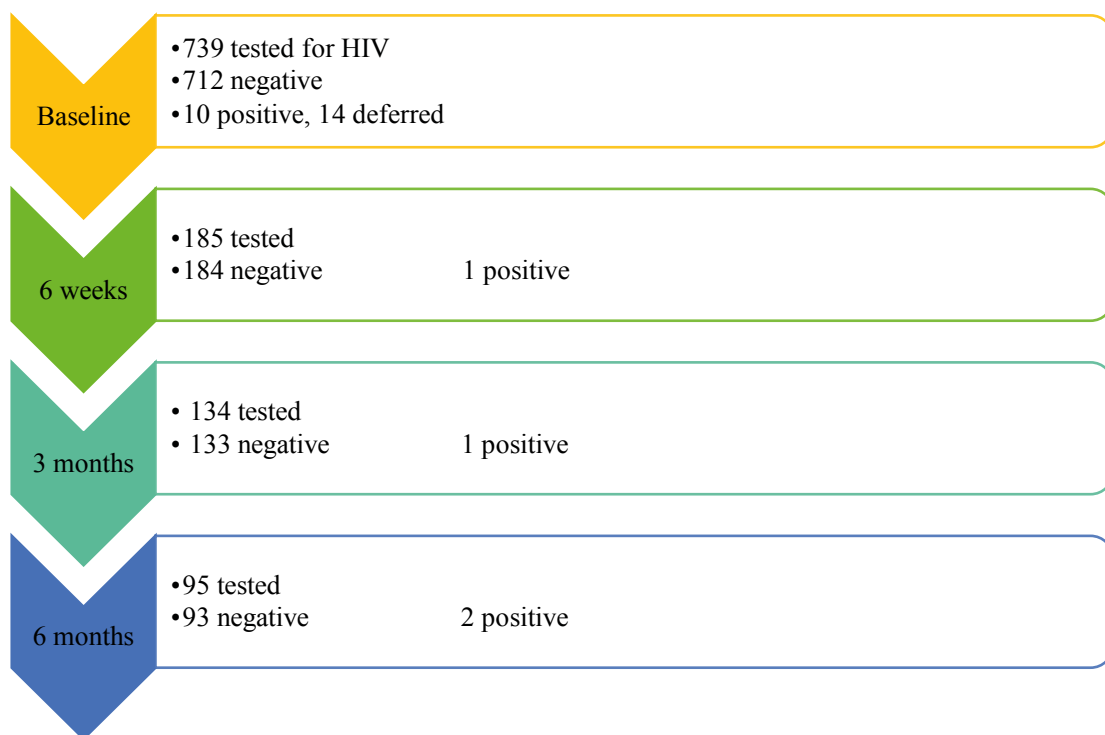 Baseline
•739 tested for HIV
•712 negative
•10 positive, 14 deferred
6 weeks
•185 tested
•184 negative 1 positive
3 months
• 134 tested
• 133 negative 1 positive
6 months
•95 tested
•93 negative 2 positive